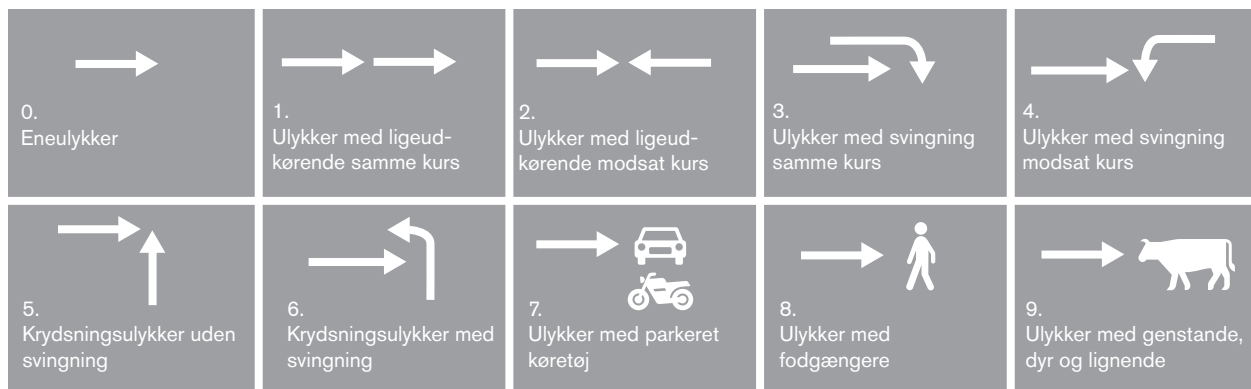 0.
Eneulykker
1.
Ulykker med ligeud-
kørende samme kurs
2.
Ulykker med ligeud-
kørende modsat kurs
3.
Ulykker med svingning
samme kurs
4.
Ulykker med svingning
modsat kurs
5.
Krydsningsulykker uden
svingning
6.
Krydsningsulykker med
svingning
7.
Ulykker med parkeret
køretøj
8.
Ulykker med
fodgængere
9.
Ulykker med genstande,
dyr og lignende